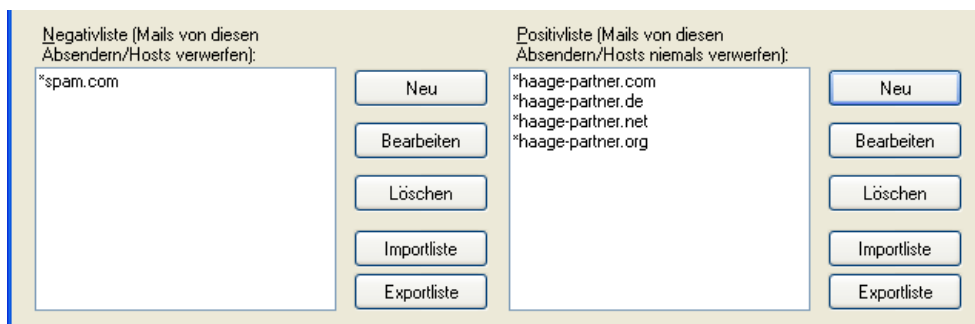 Negativliste (Mails von diesen
Absendern/Hosts verwerfen):
*spam.com
Neu
Bearbeiten
Löschen
Importliste
Exportliste
Positivliste (Mails von diesen
Absendern/Hosts niemals verwerfen):
*haage-partner.com
*haage-partner.de
*haage-partner.net
*haage-partner.org
Neu
Bearbeiten
Löschen
Importliste
Exportliste